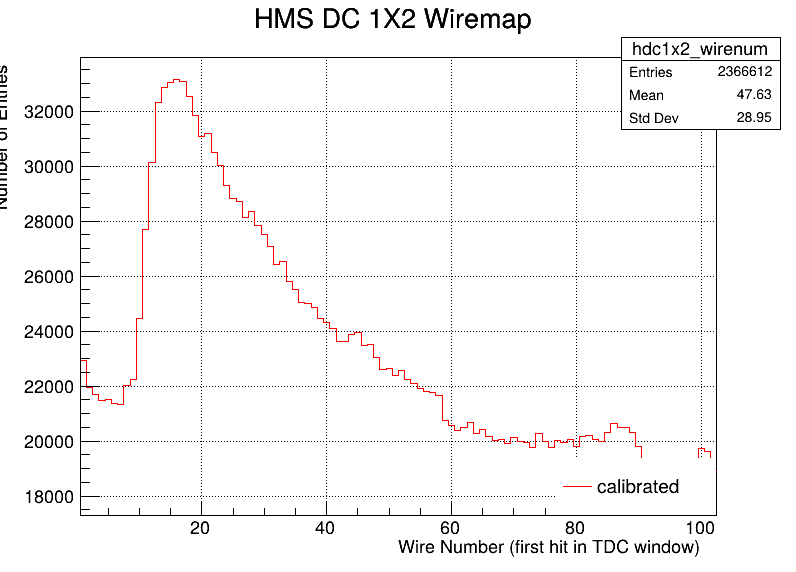 HMS DC 1X2 Wiremap
hdc1x2_wirenum
Entries 2366612
Mean 47.63
Std Dev 28.95
Number of Entries
32000
30000
28000
26000
24000
22000
20000
18000
calibrated
20 40 60 80 100
Wire Number (first hit in TDC window)